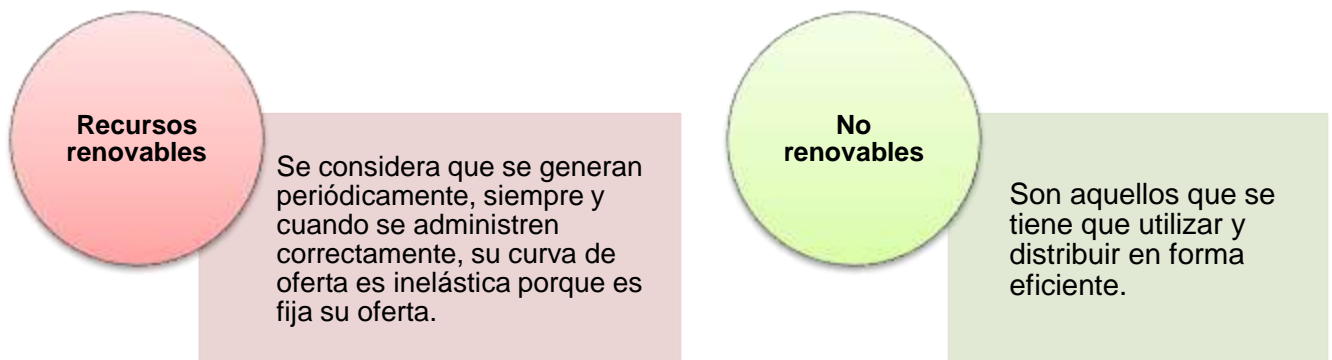 Recursos
renovables
Se considera que se generan
periódicamente, siempre y
cuando se administren
correctamente, su curva de
oferta es inelástica porque es
fija su oferta.
No
renovables
Son aquellos que se
tiene que utilizar y
distribuir en forma
eficiente.